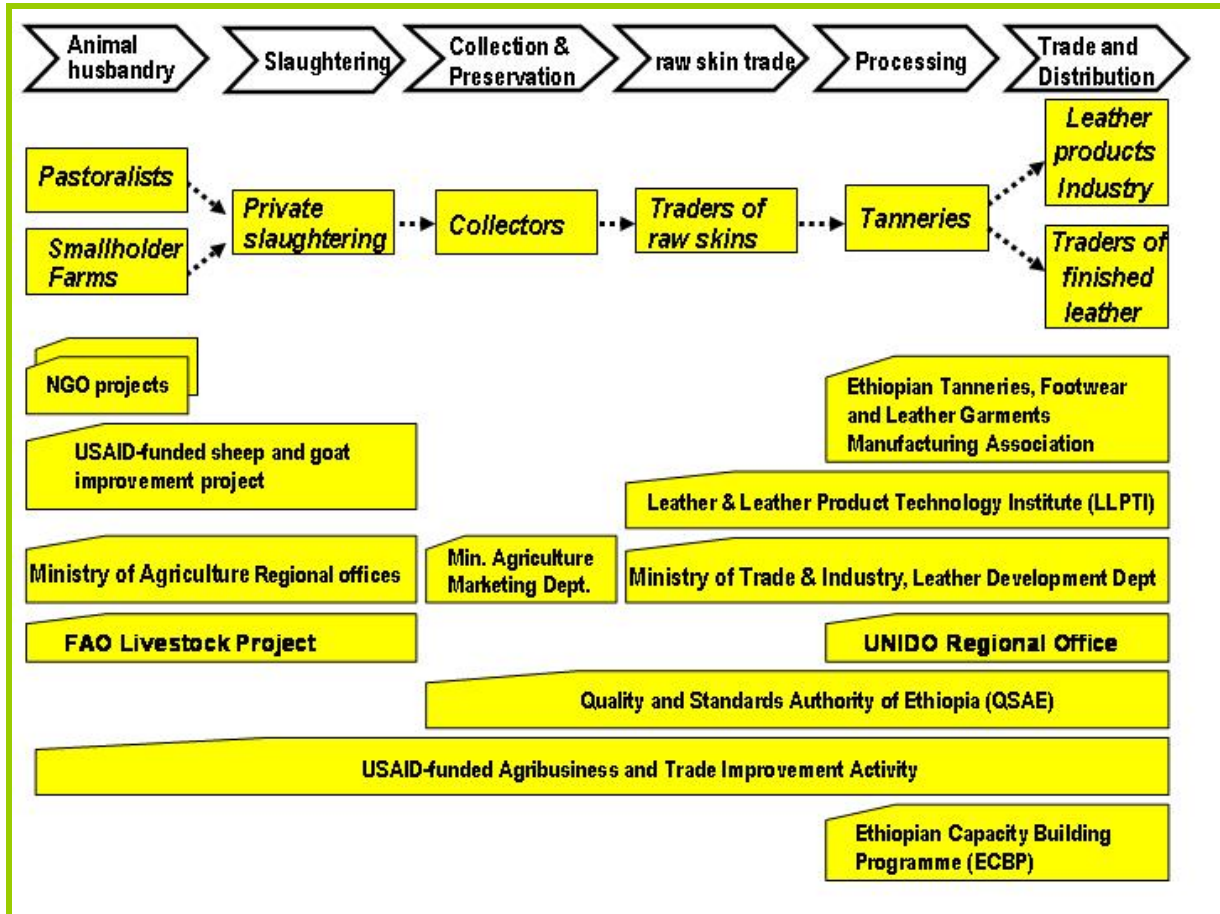 Animal
husbandry
Slaughtering
Collection &
Preservation
raw skin trade
Processing
Trade and
Distribution
Pastoralists
Smallholder
Farms
Private
slaughtering
Collectors
Traders of
raw skins
Tanneries
Leather
products
Industry
Traders of
finished
leather
NGO projects
Ethiopian Tanneries, Footwear
and Leather Garments
Manufacturing Association
USAID-funded sheep and goat
improvement project
Leather & Leather Product Technology Institute (LLPTI)
Ministry of Agriculture Regional offices
Min. Agriculture
Marketing Dept.
Ministry of Trade & Industry, Leather Development Dept
FAO Livestock Project
UNIDO Regional Office
Quality and Standards Authority of Ethiopia (QSAE)
USAID-funded Agribusiness and Trade Improvement Activity
Ethiopian Capacity Building
Programme (ECBP)